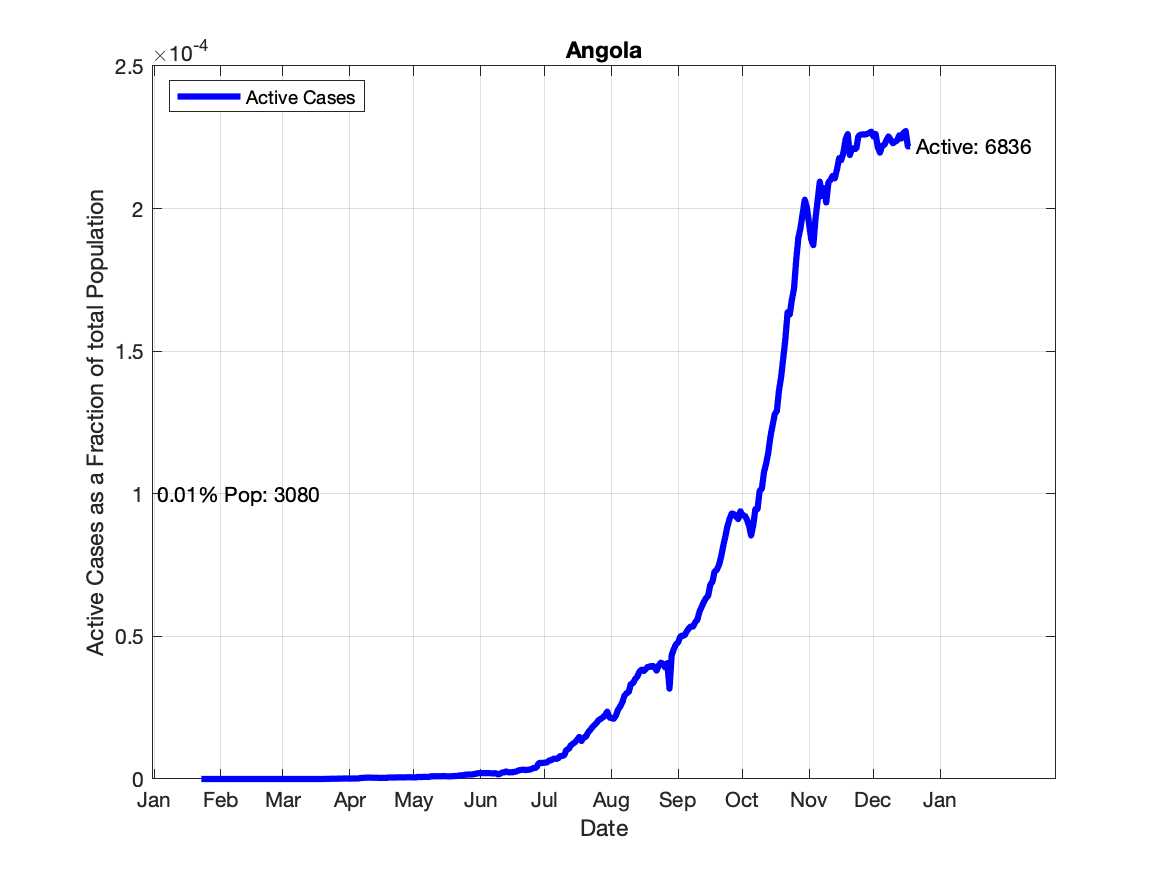 Angola
×10⁻⁴
2.5
2
1.5
1
0.5
0
Active Cases as a Fraction of total Population
Active Cases
Active: 6836
0.01% Pop: 3080
Jan Feb Mar Apr May Jun Jul Aug Sep Oct Nov Dec Jan
Date